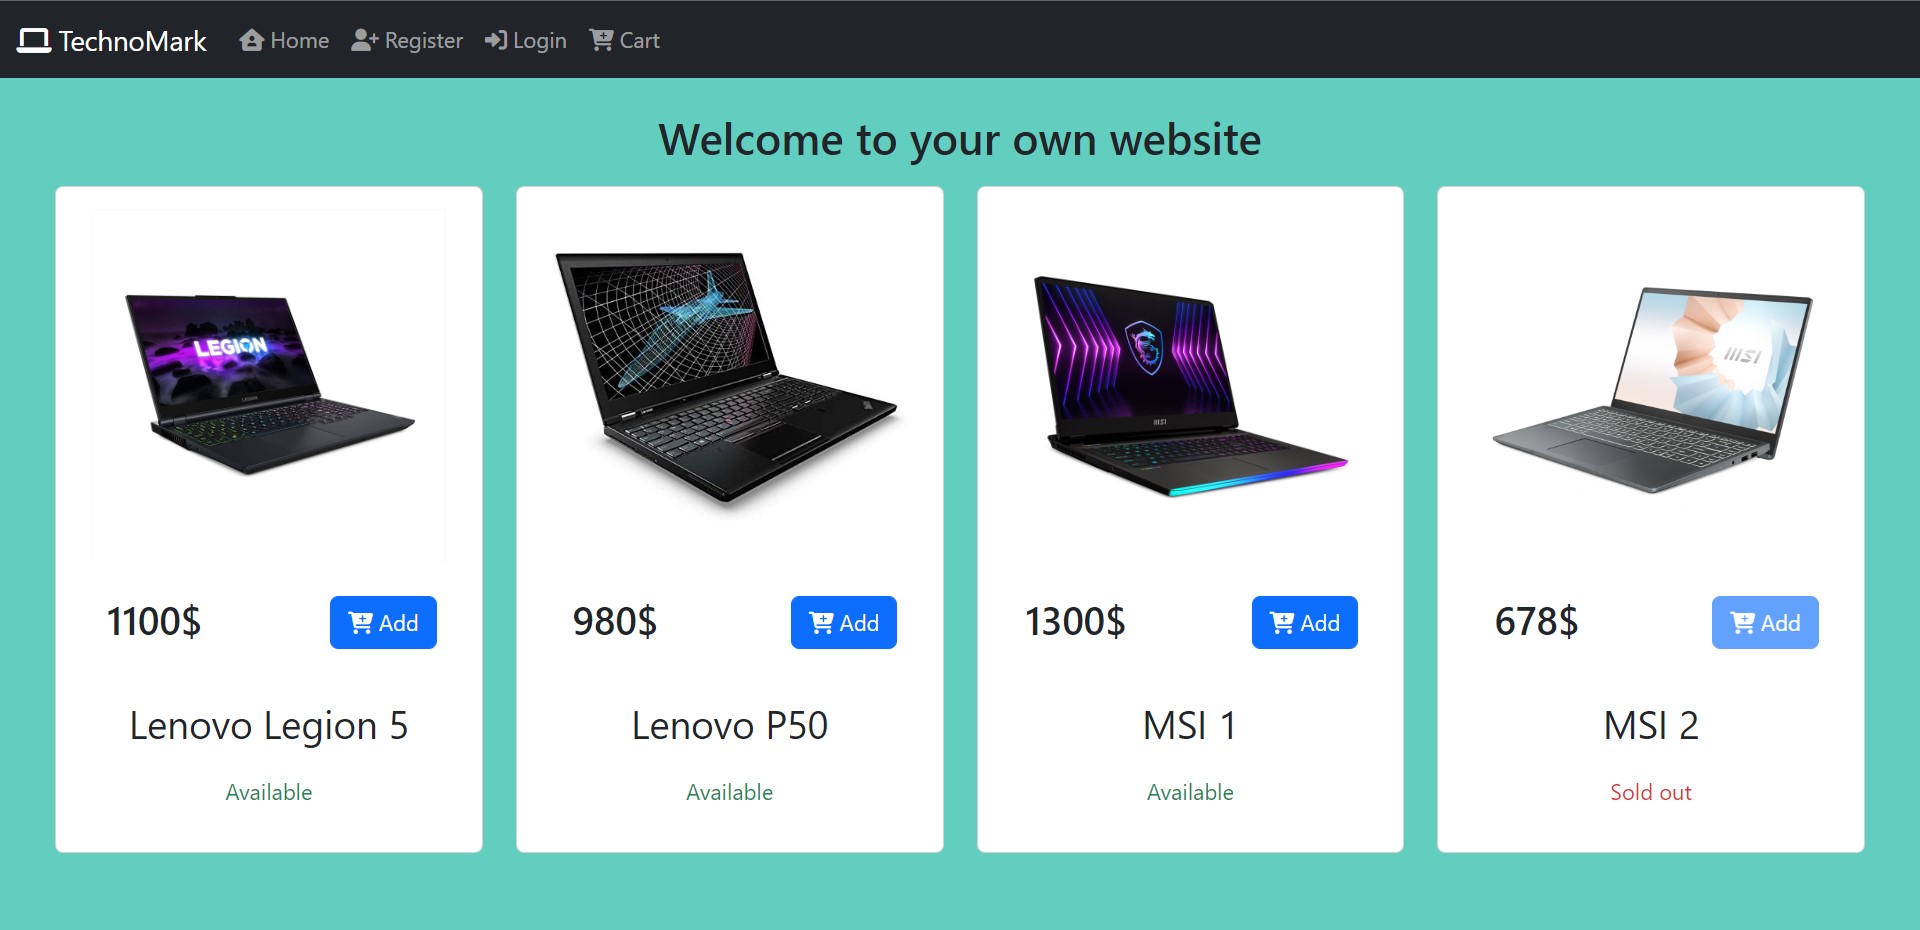 TechnoMark Home Register Login Cart
Welcome to your own website
LEGION
LEGION
msi
msi
1100$ Add
980$ Add
1300$ Add
678$ Add
Lenovo Legion 5
Lenovo P50
MSI 1
MSI 2
Available
Available
Available
Sold out